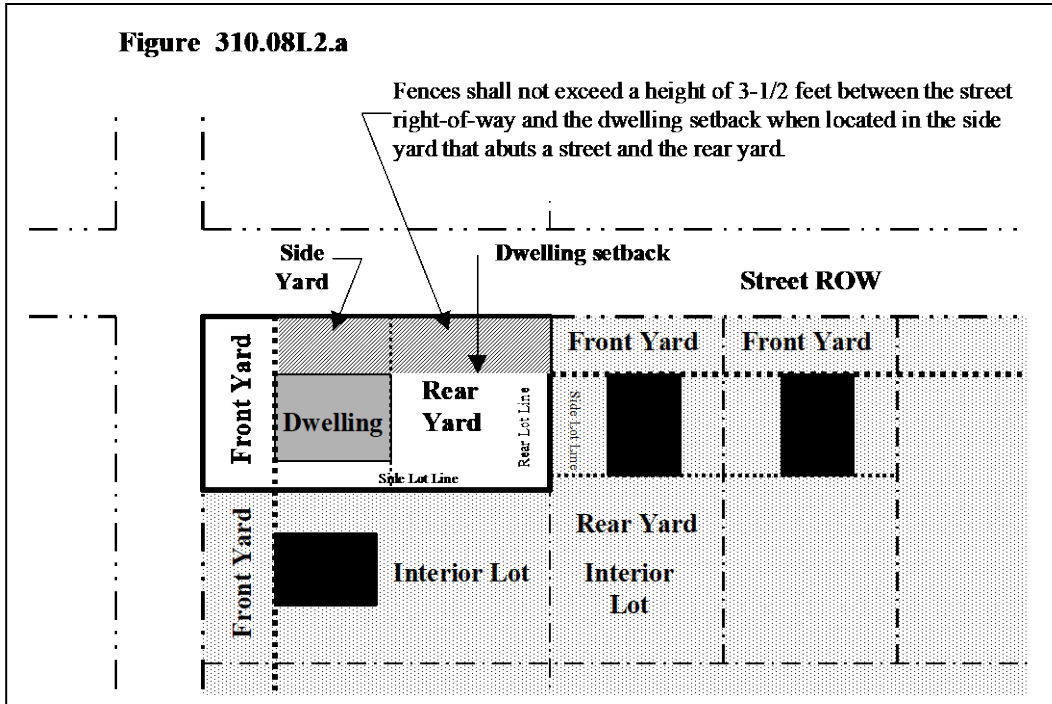 Figure 310.08I.2.a
Fences shall not exceed a height of 3-1/2 feet between the street
right-of-way and the dwelling setback when located in the side
yard that abuts a street and the rear yard.
Side
Yard
Dwelling setback
Street ROW
Front Yard
Dwelling
Rear
Yard
Rear Lot Line
Side Lot Line
Front Yard
Front Yard
Side Lot Line
Front Yard
Interior Lot
Rear Yard
Interior
Lot